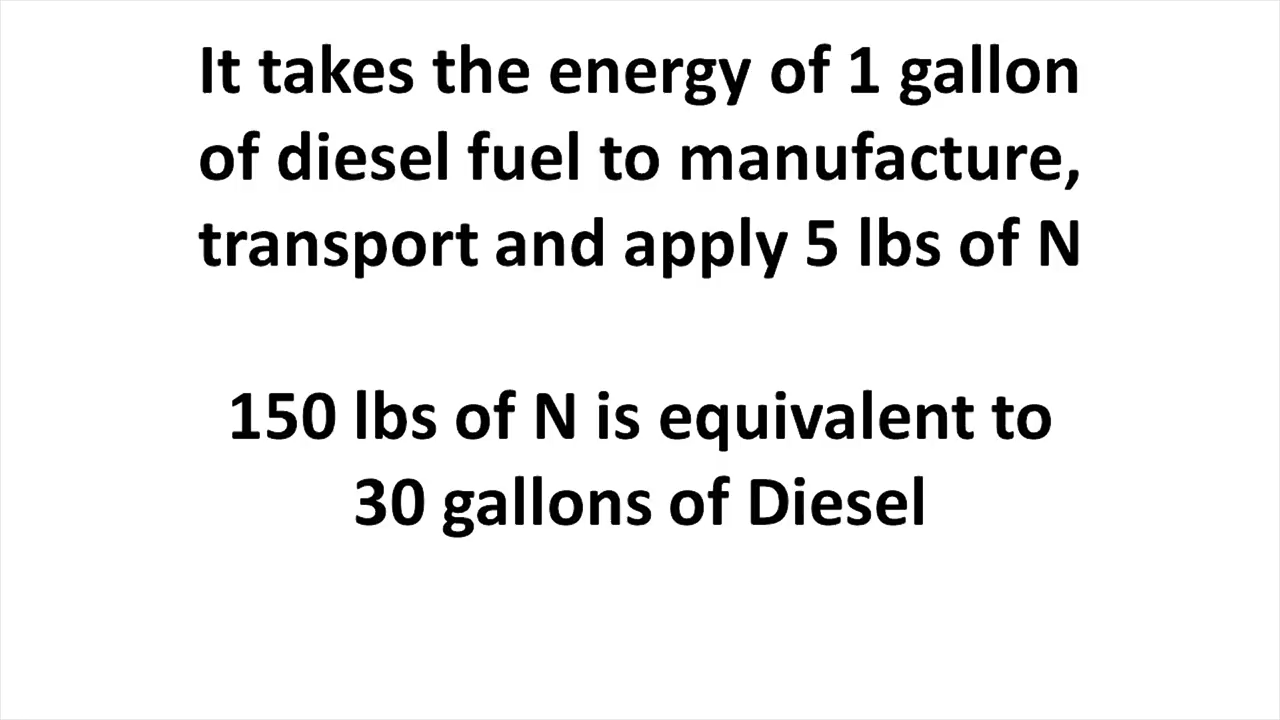 It takes the energy of 1 gallon
of diesel fuel to manufacture,
transport and apply 5 lbs of N
150 lbs of N is equivalent to
30 gallons of Diesel